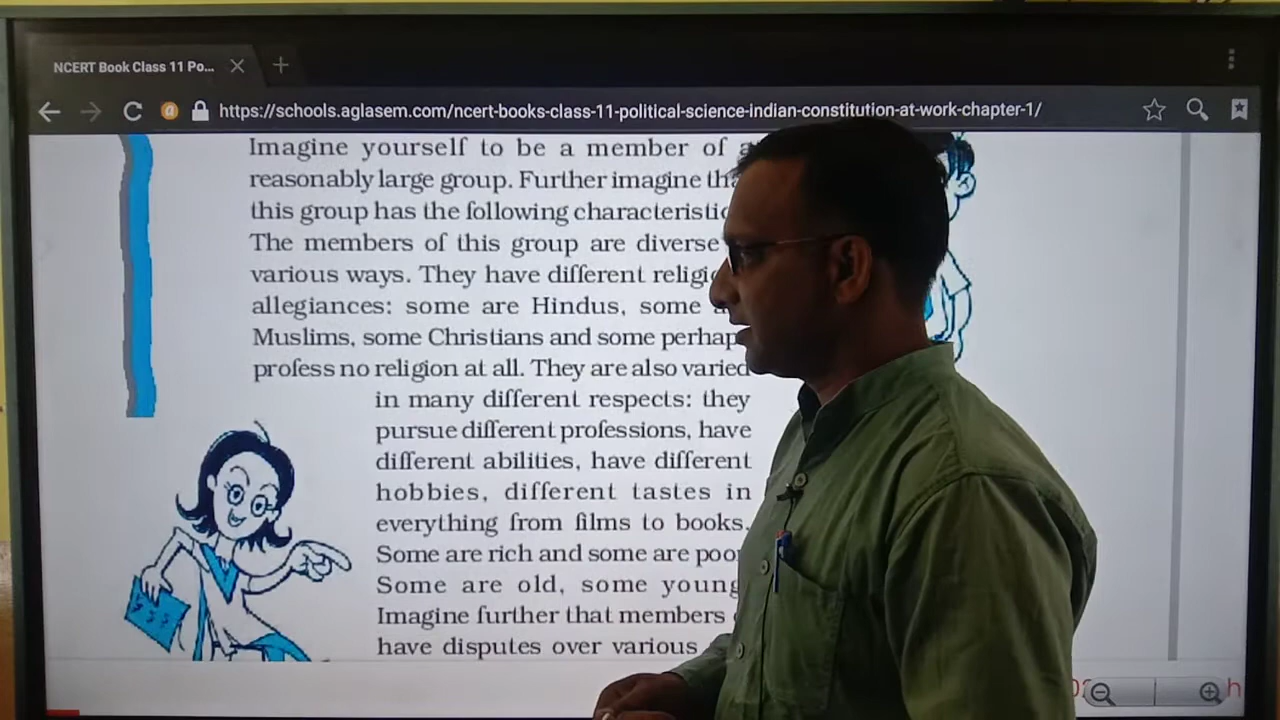 NCERT Book Class 11 Po...
https://schools.aglasem.com/ncert-books-class-11-political-science-indian-constitution-at-work-chapter-1/
Imagine yourself to be a member of a
reasonably large group. Further imagine
this group has the following
The members of this group are diverse
various ways. They have different
allegiances: some are Hindus, some
Muslims, some Christians and some
profess no religion at all. They are also varied
in many different respects: they
pursue different professions, have
different abilities, have different
hobbies, different tastes in
everything from films to books.
Some are rich and some are
Some are old, some young
Imagine further that members
have disputes over various